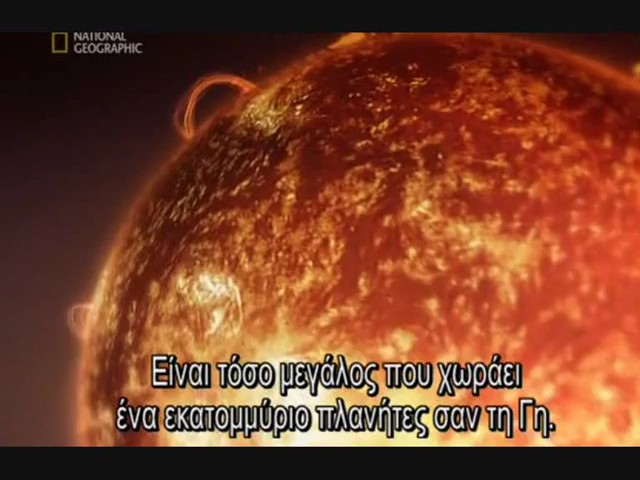 NATIONAL
GEOGRAPHIC
Είναι τόσο μεγάλος που χωράει
ένα εκατομμύριο πλανήτες σαν τη Γη.